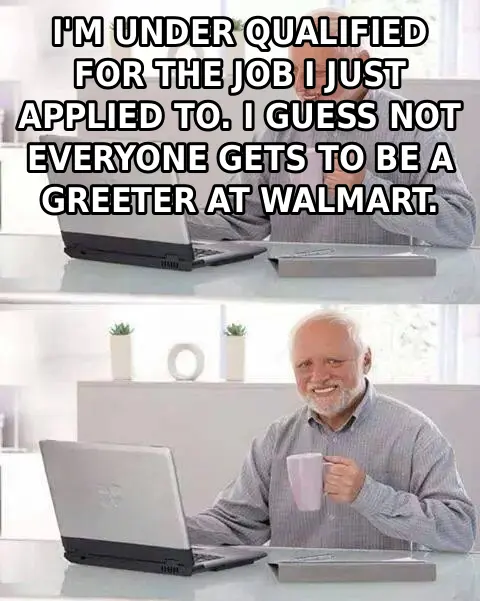 I'M UNDER QUALIFIED
FOR THE JOB I JUST
APPLIED TO. I GUESS NOT
EVERYONE GETS TO BE A
GREETER AT WALMART.